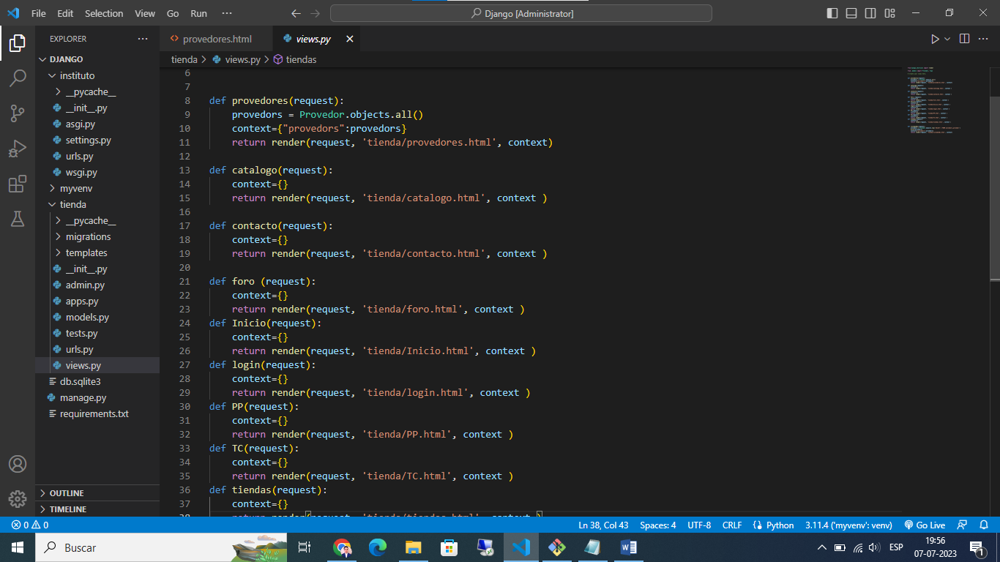 File Edit Selection View Go Run ··· Django [Administrator]
EXPLORER ···
DJANGO
instituto
__pycache__
__init__.py
asgi.py
settings.py
urls.py
wsgi.py
myvenv
tienda
__pycache__
migrations
templates
__init__.py
admin.py
apps.py
models.py
tests.py
urls.py
views.py
db.sqlite3
manage.py
requirements.txt
OUTLINE
TIMELINE
provedores.html views.py
tienda > views.py > tiendas
6
7
8 def provedores(request):
9 provedors = Provedor.objects.all()
10 context={"provedors":provedors}
11 return render(request, 'tienda/provedores.html', context)
12
13 def catalogo(request):
14 context={}
15 return render(request, 'tienda/catalogo.html', context )
16
17 def contacto(request):
18 context={}
19 return render(request, 'tienda/contacto.html', context )
20
21 def foro (request):
22 context={}
23 return render(request, 'tienda/foro.html', context )
24 def Inicio(request):
25 context={}
26 return render(request, 'tienda/Inicio.html', context )
27 def login(request):
28 context={}
29 return render(request, 'tienda/login.html', context )
30 def PP(request):
31 context={}
32 return render(request, 'tienda/PP.html', context )
33 def TC(request):
34 context={}
35 return render(request, 'tienda/TC.html', context )
36 def tiendas(request):
37 context={}
38 return render(request, 'tienda/tiendas.html', context )
0 0 Ln 38, Col 43 Spaces: 4 UTF-8 CRLF Python 3.11.4 ('myvenv': venv) Go Live
Buscar
ESP
19:56
07-07-2023
1